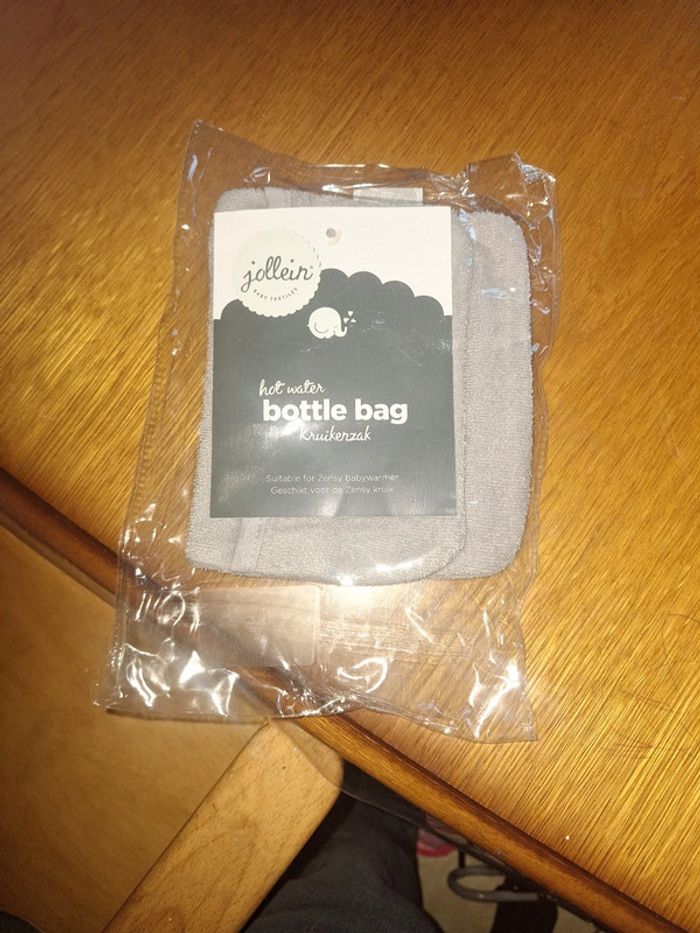 jollein
BABY TEXTILES
hot water
bottle bag
Kruikenzak
Suitable for Zensy babywarmer
Geschikt voor de Zensy kruik